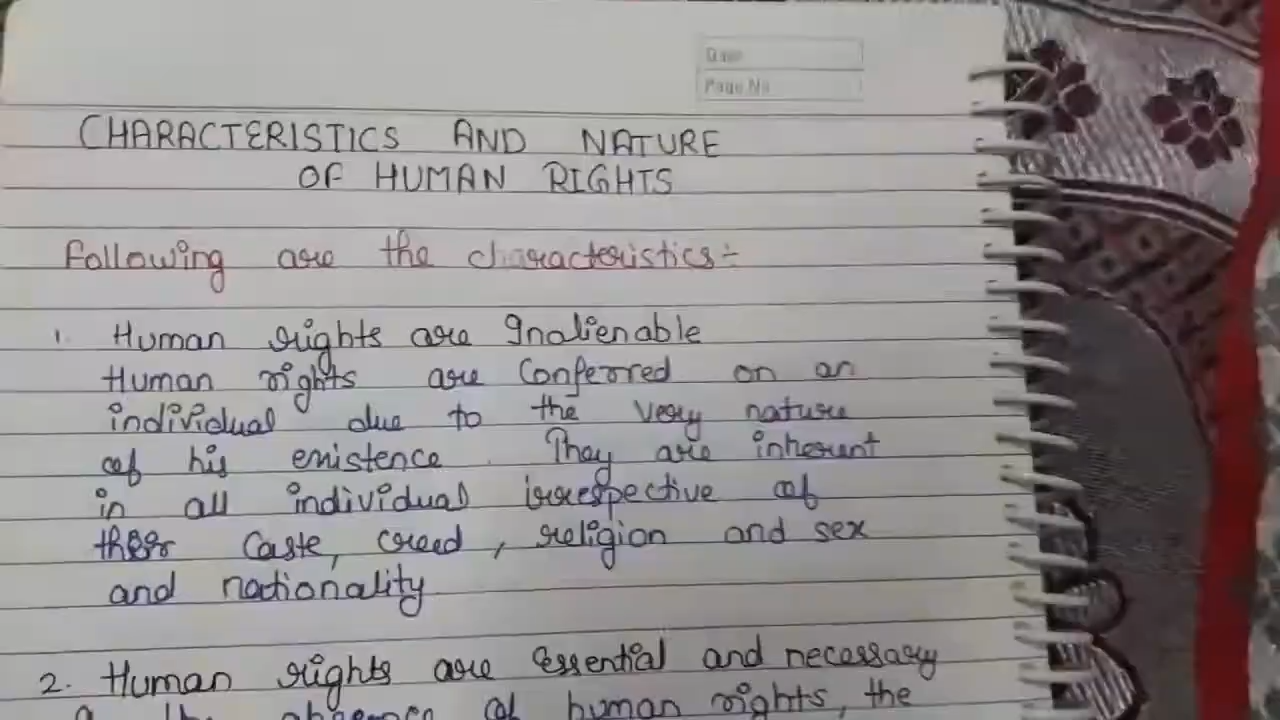 Date
Page No
CHARACTERISTICS AND NATURE
OF HUMAN RIGHTS
Following are the characteristics:-
1. Human rights are Inalienable
Human rights are Conferred on an
individual due to the very nature
of his existence. They are inherent
in all individual irrespective of
their Caste, Creed, religion and sex
and nationality
2. Human rights are Essential and necessary
absence of human rights, the